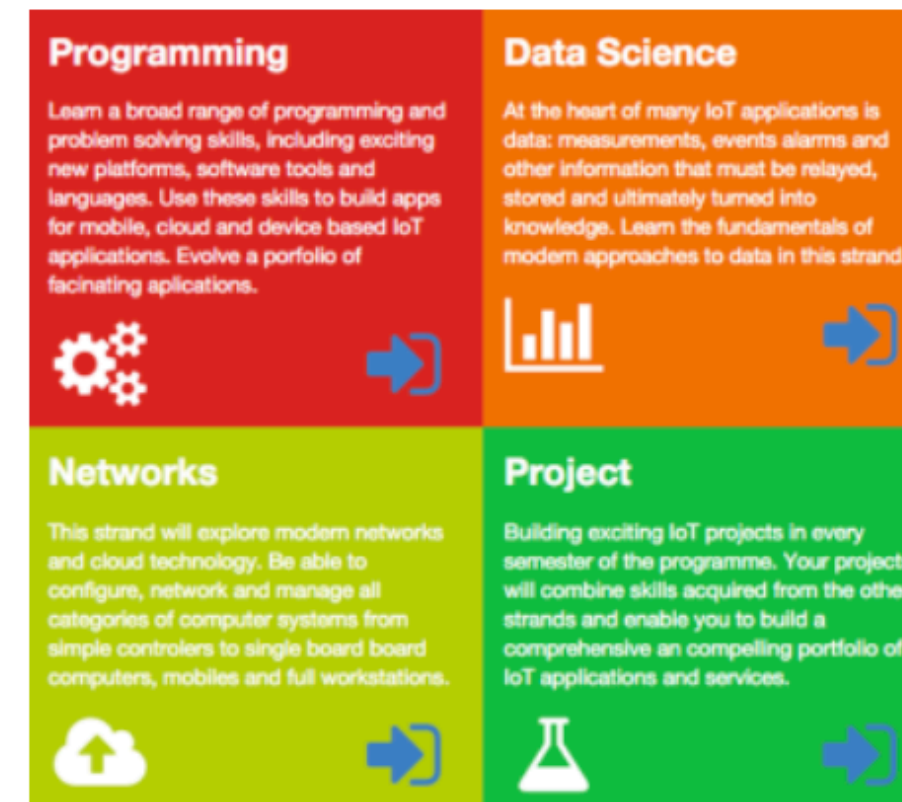 Programming
Learn a broad range of programming and
problem solving skills, including exciting
new platforms, software tools and
languages. Use these skills to build apps
for mobile, cloud and device based IoT
applications. Evolve a porfolio of
facinating aplications.
Data Science
At the heart of many IoT applications is
data: measurements, events alarms and
other information that must be relayed,
stored and ultimately turned into
knowledge. Learn the fundamentals of
modern approaches to data in this strand
Networks
This strand will explore modern networks
and cloud technology. Be able to
configure, network and manage all
categories of computer systems from
simple controlers to single board board
computers, mobiles and full workstations.
Project
Building exciting IoT projects in every
semester of the programme. Your project
will combine skills acquired from the othe
strands and enable you to build a
comprehensive an compelling portfolio of
IoT applications and services.